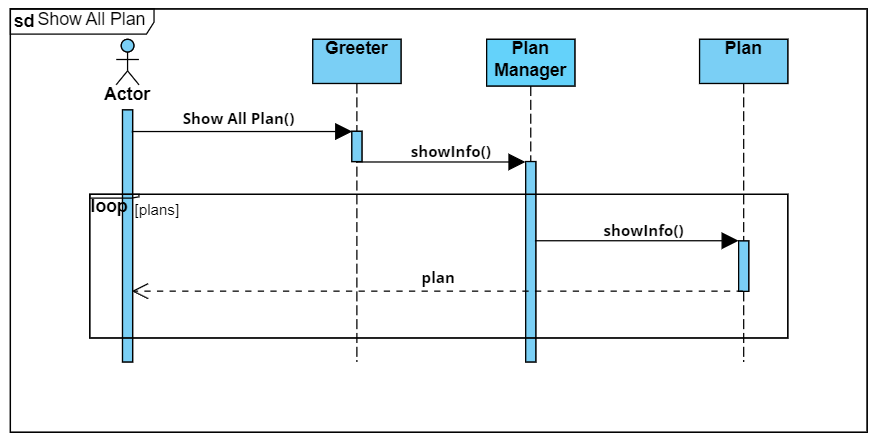 sd Show All Plan
Greeter
Plan
Manager
Plan
Actor
Show All Plan()
showInfo()
loop [plans]
showInfo()
plan